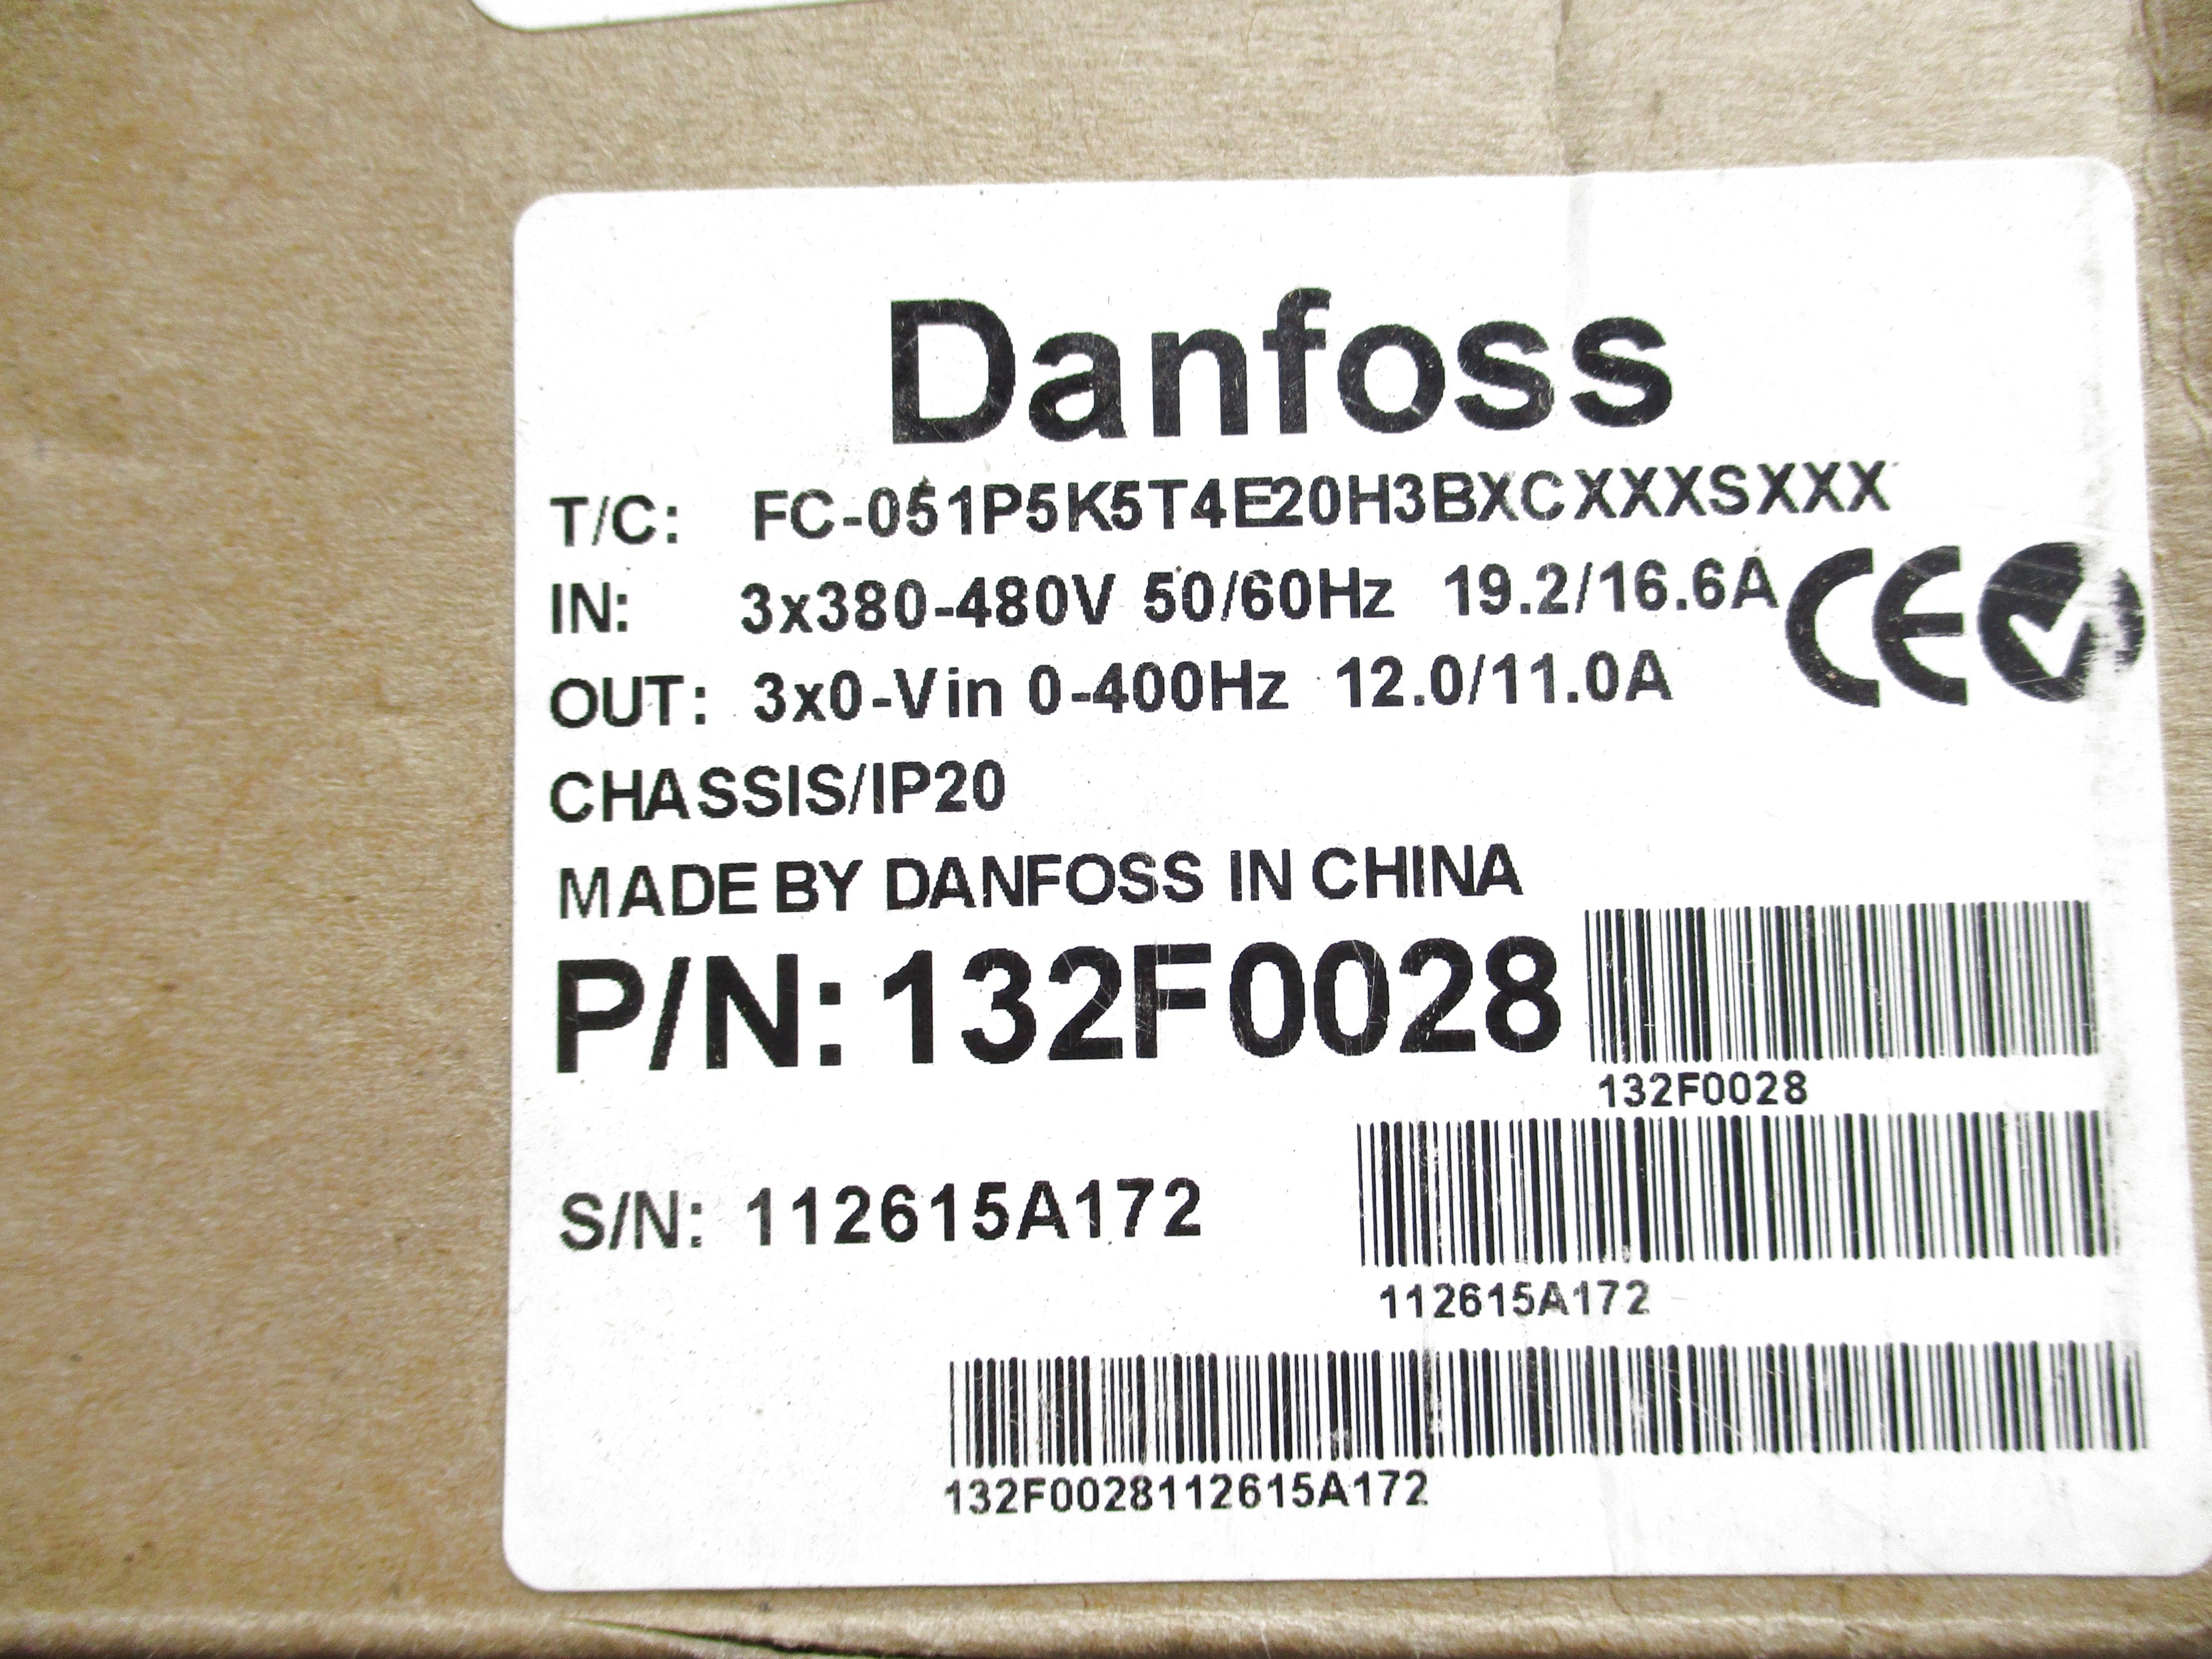 Danfoss
T/C: FC-051P5K5T4E20H3BXCXXXSXXX
IN: 3x380-480V 50/60Hz 19.2/16.6A CE
OUT: 3x0-Vin 0-400Hz 12.0/11.0A
CHASSIS/IP20
MADE BY DANFOSS IN CHINA
P/N: 132F0028
132F0028
S/N: 112615A172
112615A172
132F0028112615A172